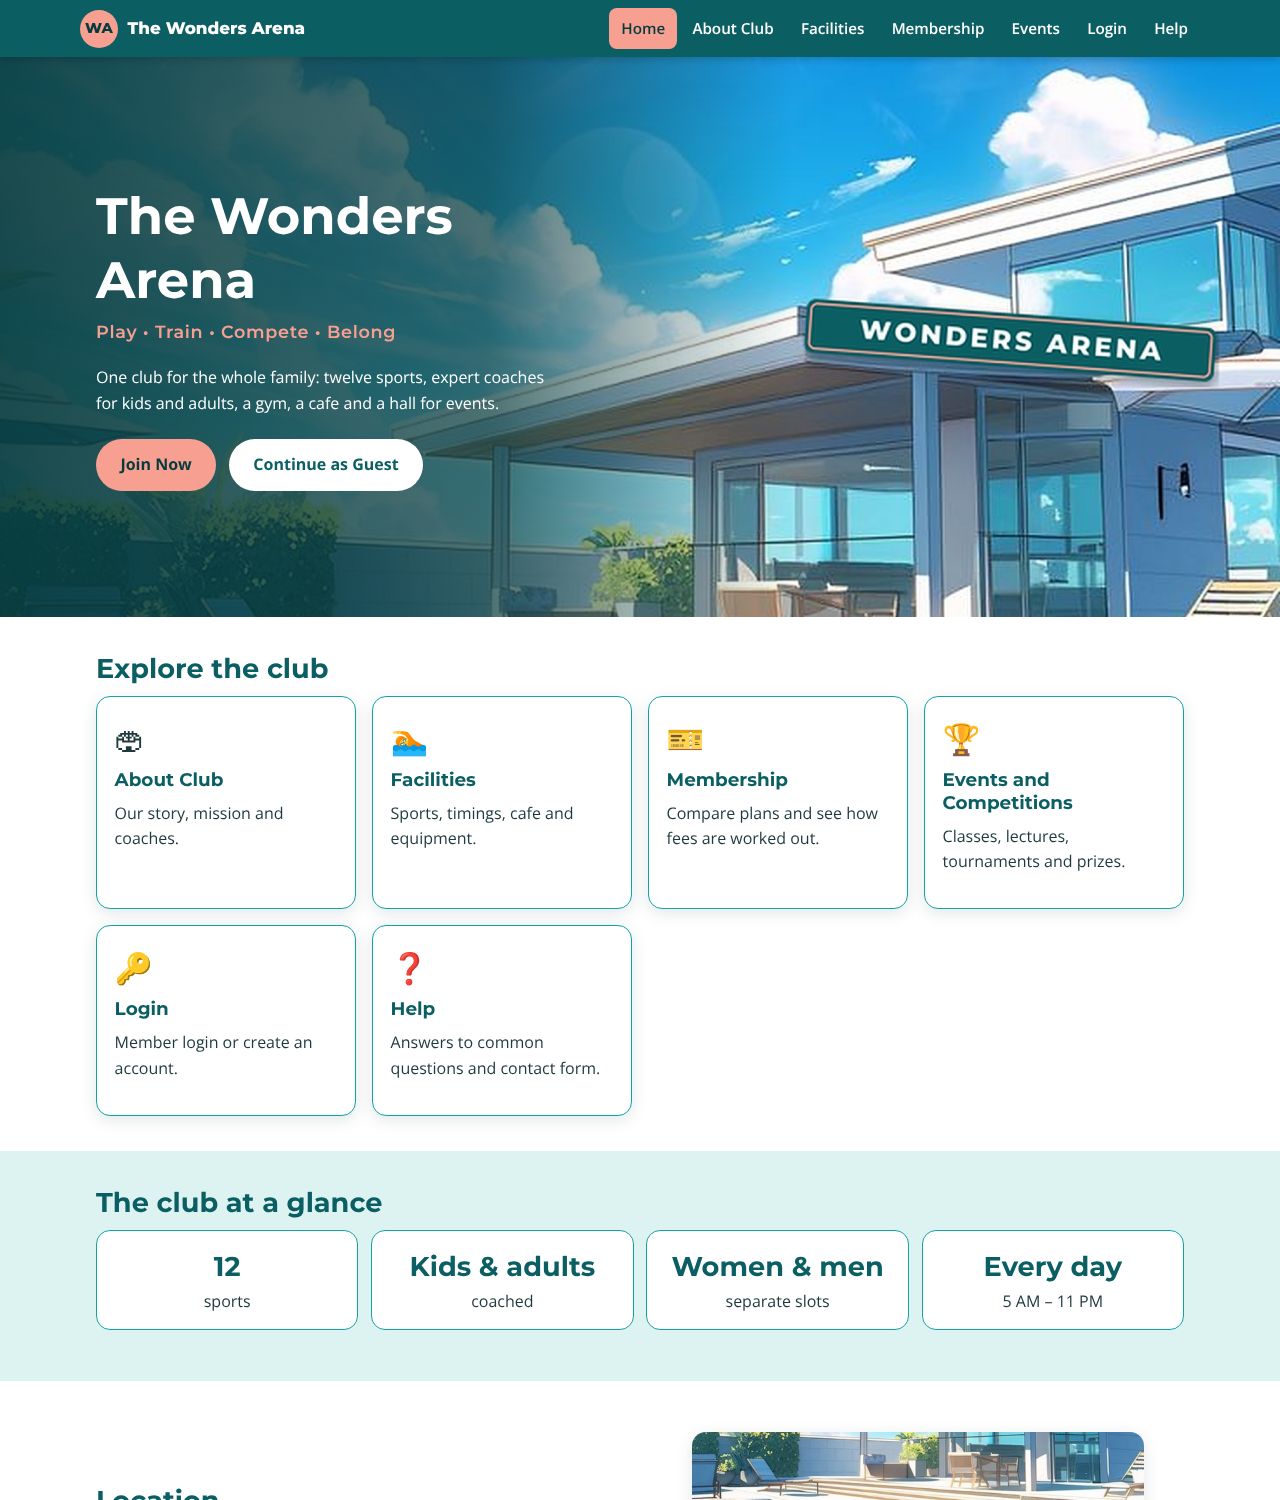 WA The Wonders Arena
Home About Club Facilities Membership Events Login Help
The Wonders
Arena
Play • Train • Compete • Belong
One club for the whole family: twelve sports, expert coaches
for kids and adults, a gym, a cafe and a hall for events.
Join Now Continue as Guest
WONDERS ARENA
Explore the club
About Club
Our story, mission and
coaches.
Facilities
Sports, timings, cafe and
equipment.
Membership
Compare plans and see how
fees are worked out.
Events and
Competitions
Classes, lectures,
tournaments and prizes.
Login
Member login or create an
account.
Help
Answers to common
questions and contact form.
The club at a glance
12
sports
Kids & adults
coached
Women & men
separate slots
Every day
5 AM – 11 PM
Location